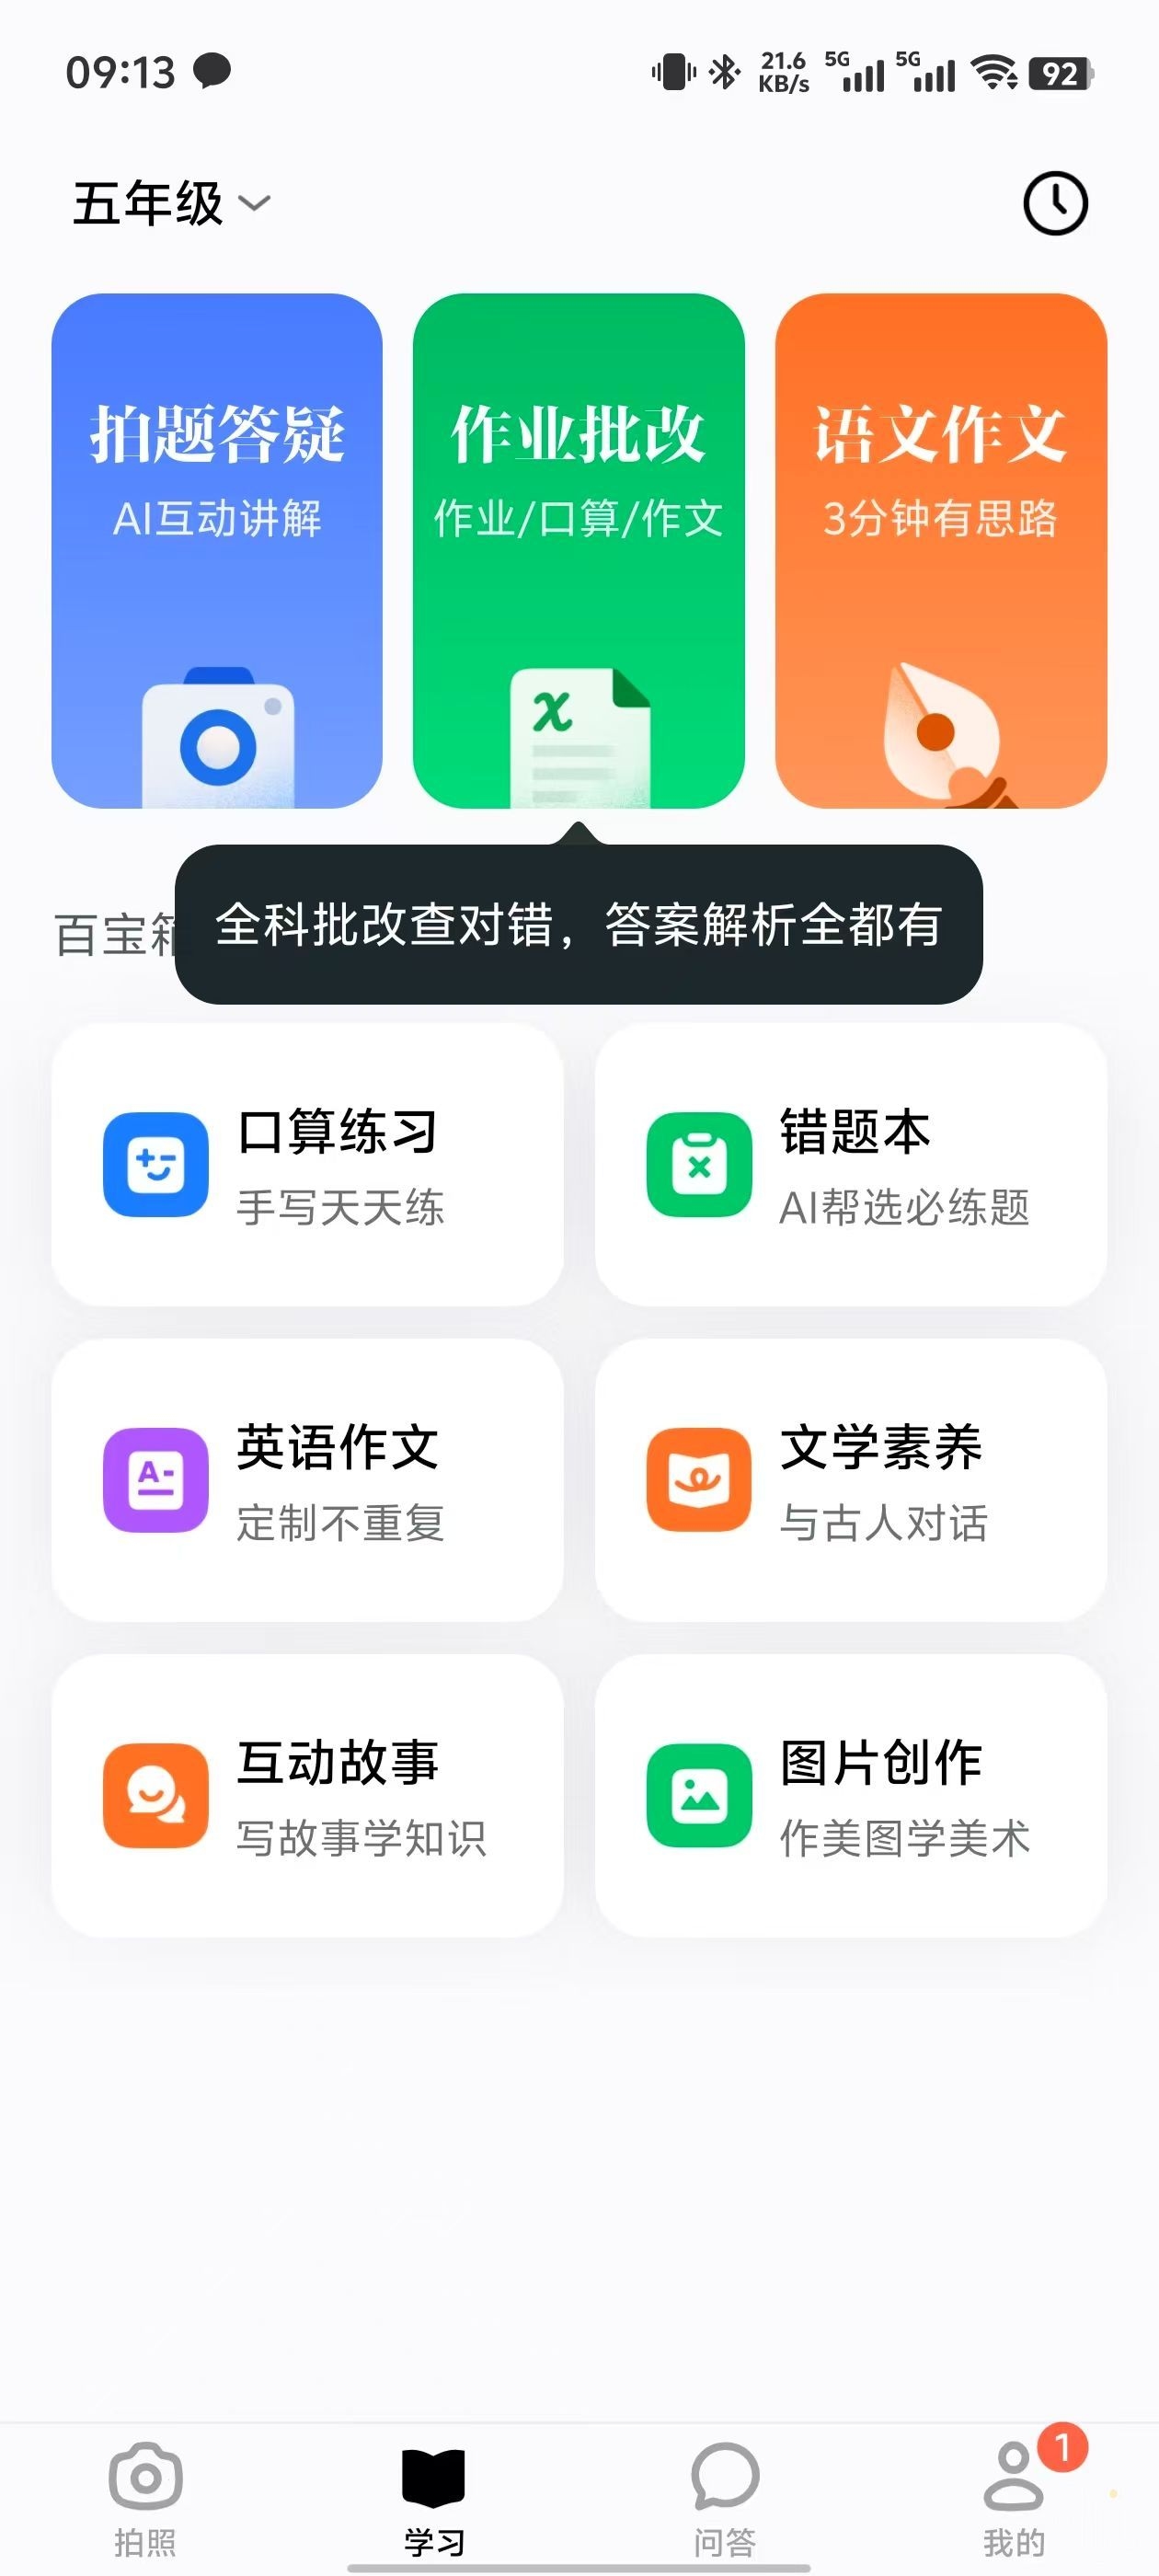 09:13
21.6
KB/s
5G
5G
92
五年级
拍题答疑
AI互动讲解
作业批改
作业/口算/作文
语文作文
3分钟有思路
x
全科批改查对错，答案解析全都有
百宝
口算练习
手写天天练
错题本
AI帮选必练题
A-
英语作文
定制不重复
文学素养
与古人对话
互动故事
写故事学知识
图片创作
作美图学美术
1
拍照
学习
问答
我的